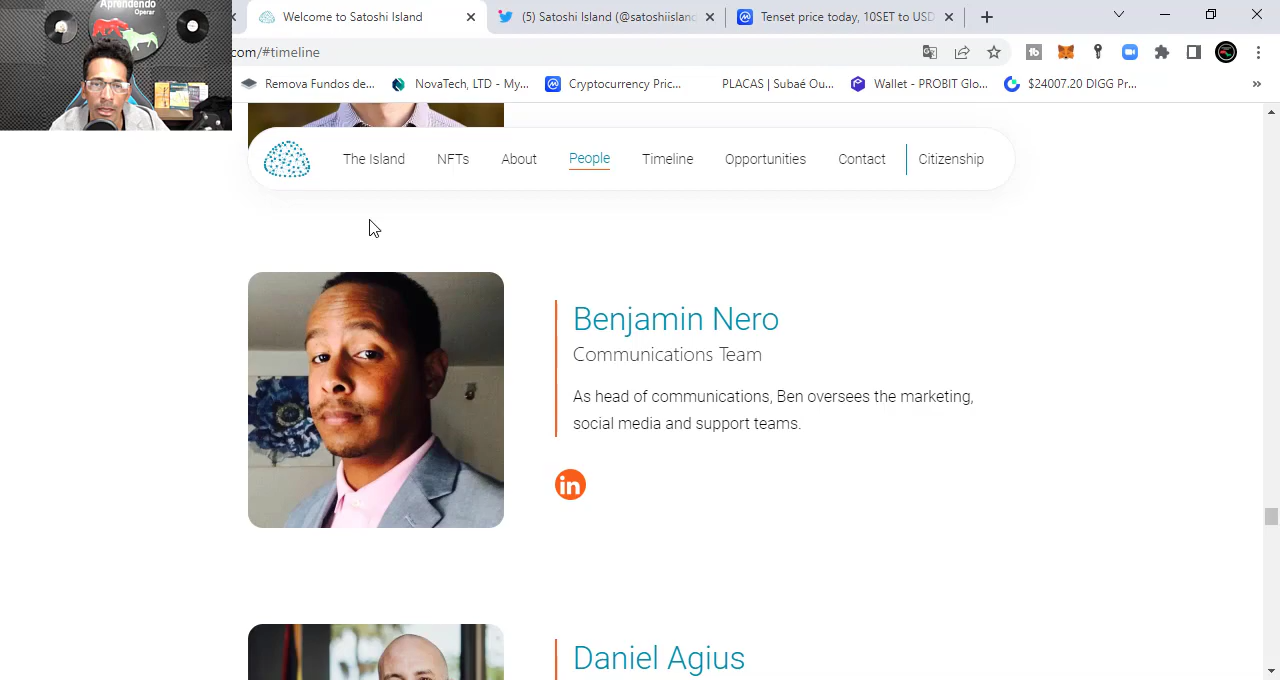 Aprendendo
Operar
Welcome to Satoshi Island
(5) Satoshi Island (@satoshiisland
Tenset price today, 10SET to USD
com/#timeline
Remova Fundos de...
NovaTech, LTD - My...
Cryptocurrency Pric...
PLACAS | Subaé Ou...
Wallet - PROBIT Glo...
$24007.20 DIGG Pr...
»
The Island
NFTs
About
People
Timeline
Opportunities
Contact
Citizenship
Benjamin Nero
Communications Team
As head of communications, Ben oversees the marketing,
social media and support teams.
in
Daniel Agius